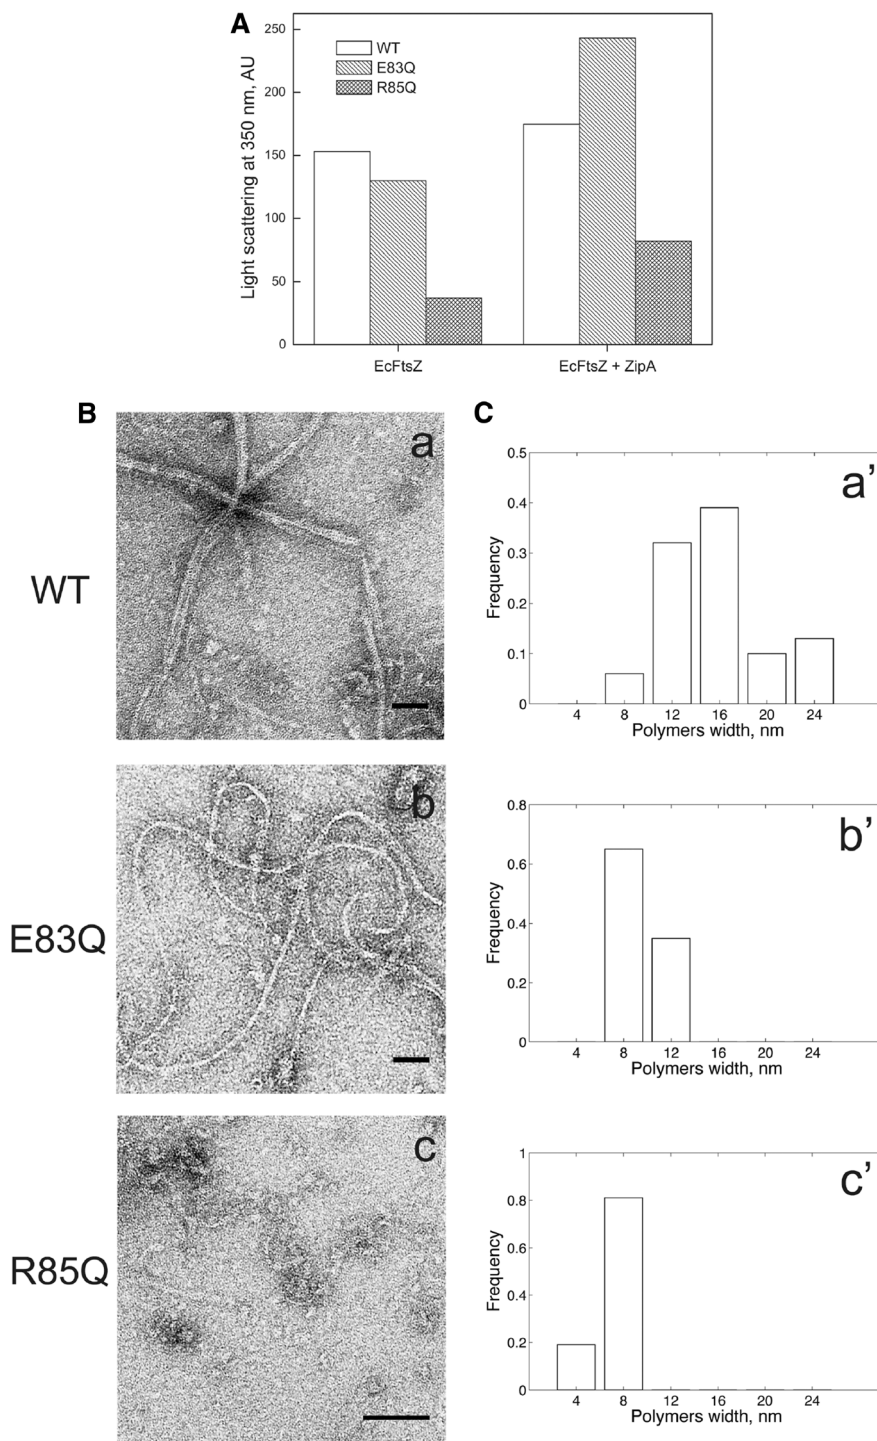 A
250
200
150
100
50
0
Light scattering at 350 nm, AU
WT
E83Q
R85Q
EcFtsZ
EcFtsZ + ZipA
B
C
WT
a
a’
0.5
0.4
0.3
0.2
0.1
0
Frequency
4 8 12 16 20 24
Polymers width, nm
E83Q
b
b’
0.8
0.6
0.4
0.2
0
Frequency
4 8 12 16 20 24
Polymers width, nm
R85Q
c
c’
1
0.8
0.6
0.4
0.2
0
Frequency
4 8 12 16 20 24
Polymers width, nm